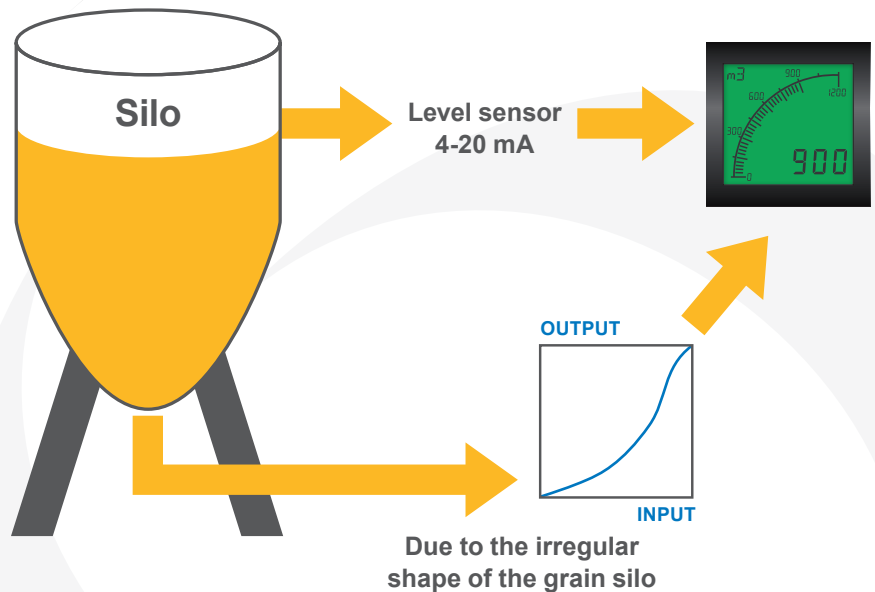 Silo
Level sensor
4-20 mA
m3
0
300
600
900
1200
900
OUTPUT
INPUT
Due to the irregular
shape of the grain silo